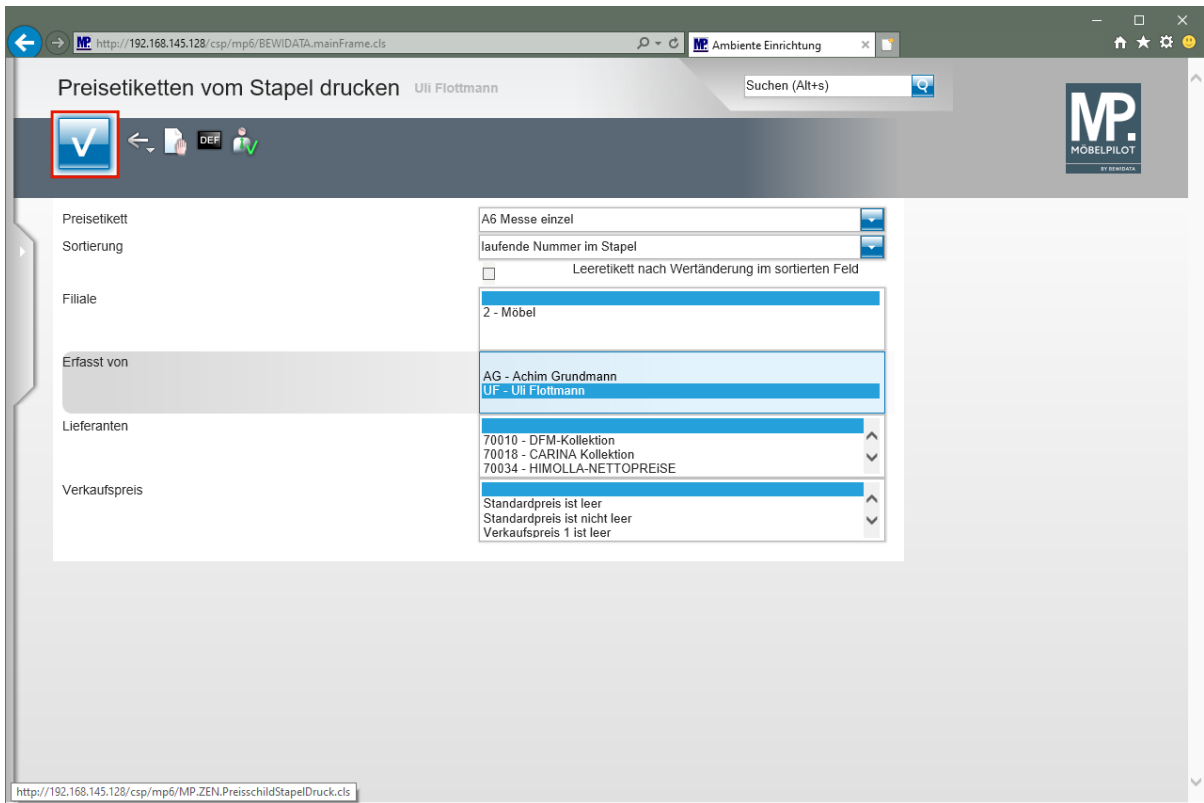 http://192.168.145.128/csp/mp6/BEWIDATA.mainFrame.cls
MP. Ambiente Einrichtung
Preisetiketten vom Stapel drucken Uli Flottmann
Suchen (Alt+s)
DEF
MP.
MÖBELPILOT
BY BEWIDATA
Preisetikett
A6 Messe einzel
Sortierung
laufende Nummer im Stapel
Leeretikett nach Wertänderung im sortierten Feld
Filiale
2 - Möbel
Erfasst von
AG - Achim Grundmann
UF - Uli Flottmann
Lieferanten
70010 - DFM-Kollektion
70018 - CARINA Kollektion
70034 - HIMOLLA-NETTOPREiSE
Verkaufspreis
Standardpreis ist leer
Standardpreis ist nicht leer
Verkaufspreis 1 ist leer
http://192.168.145.128/csp/mp6/MP.ZEN.PreisschildStapelDruck.cls